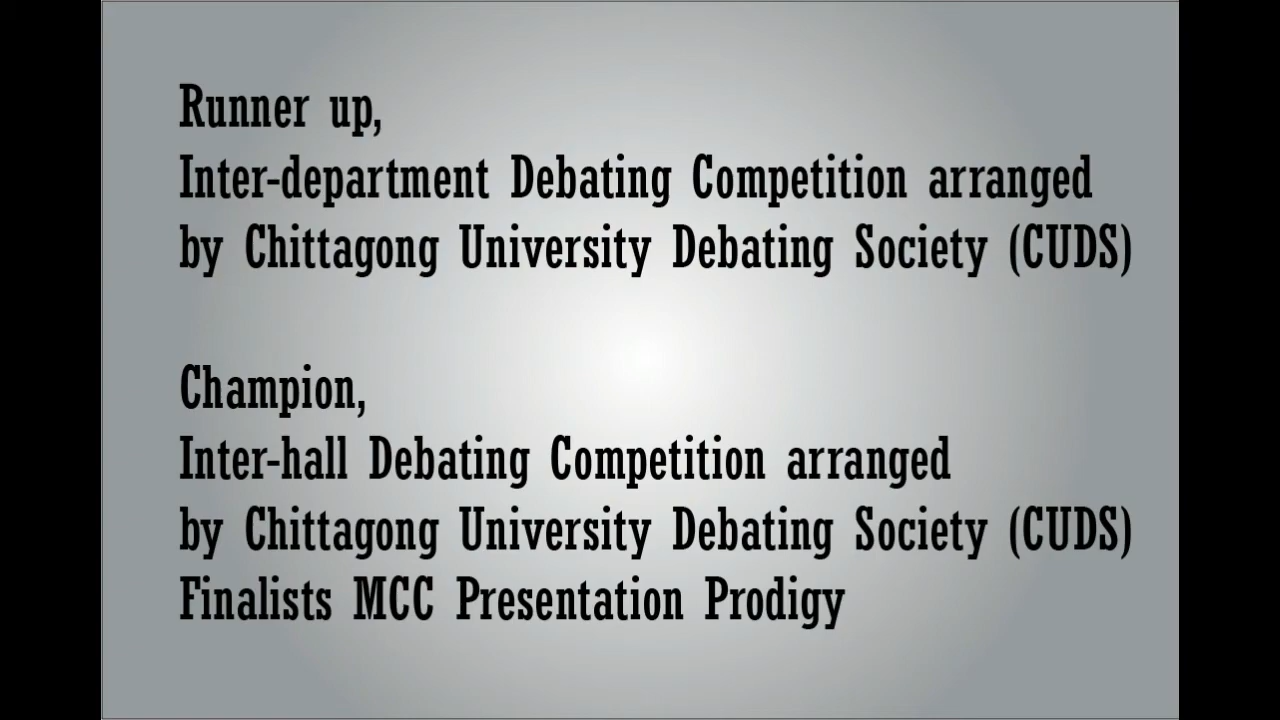 Runner up,
Inter-department Debating Competition arranged
by Chittagong University Debating Society (CUDS)
Champion,
Inter-hall Debating Competition arranged
by Chittagong University Debating Society (CUDS)
Finalists MCC Presentation Prodigy